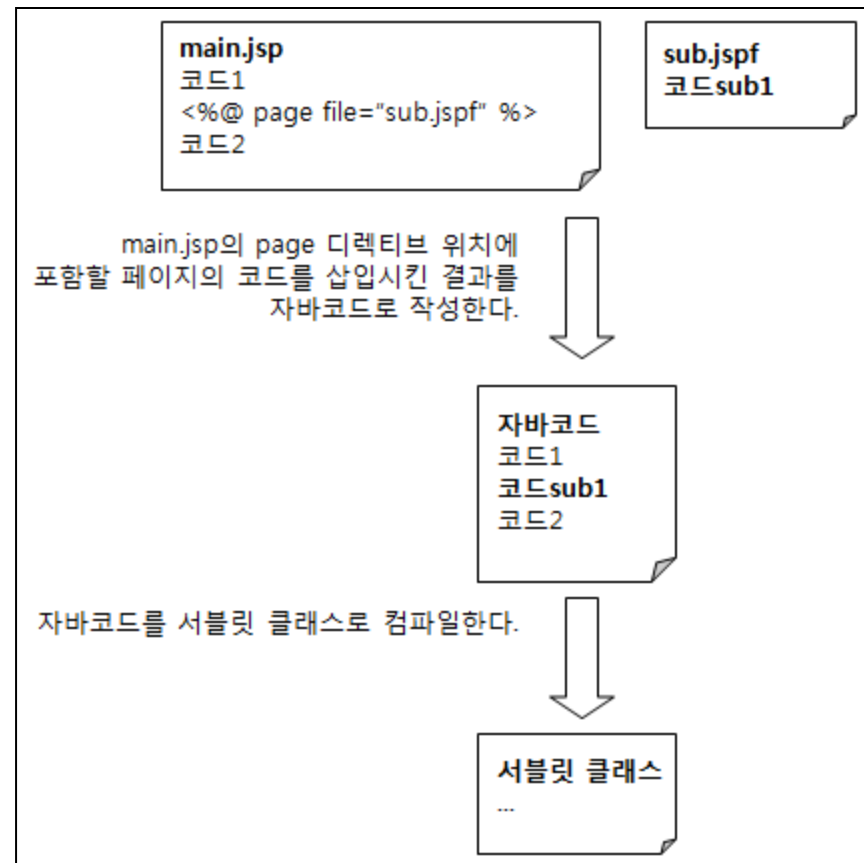 main.jsp
코드1
<%@ page file="sub.jspf" %>
코드2
sub.jspf
코드sub1
main.jsp의 page 디렉티브 위치에
포함할 페이지의 코드를 삽입시킨 결과를
자바코드로 작성한다.
자바코드
코드1
코드sub1
코드2
자바코드를 서블릿 클래스로 컴파일한다.
서블릿 클래스
...